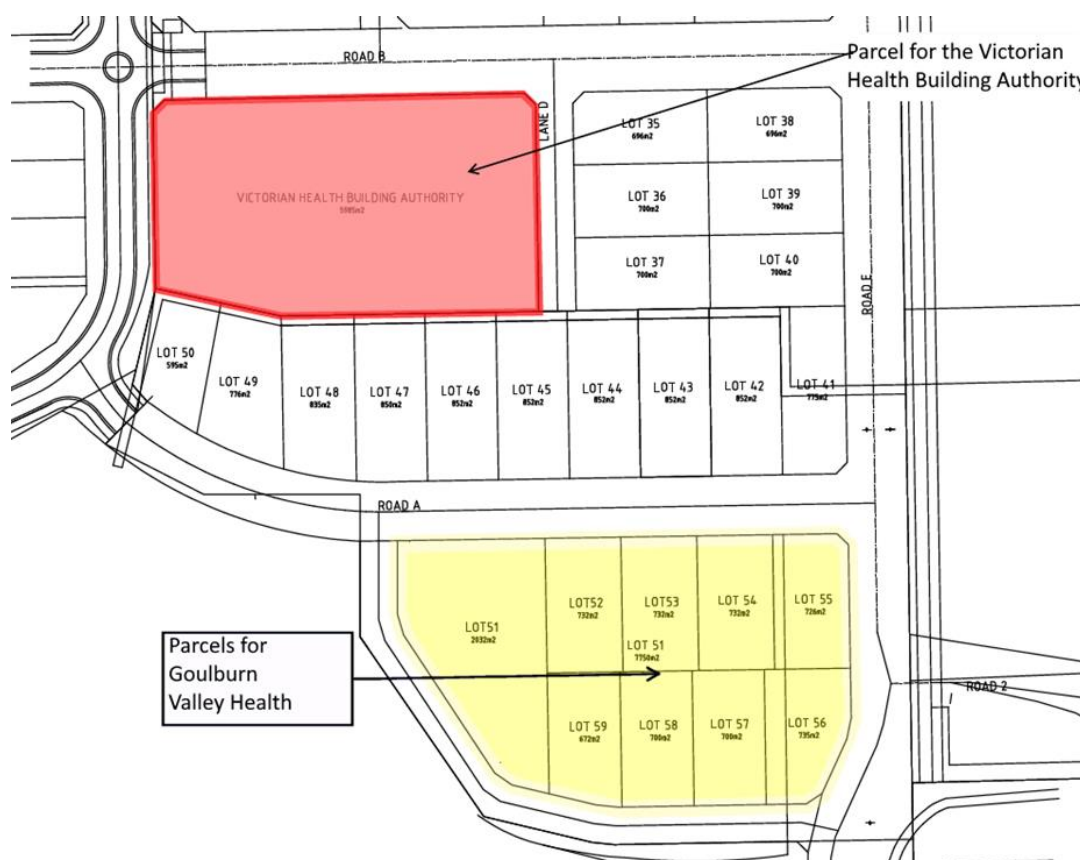 ROAD B
Parcel for the Victorian
Health Building Authority
LANE D
LOT 35
696m2
LOT 38
696m2
VICTORIAN HEALTH BUILDING AUTHORITY
LOT 36
700m2
LOT 39
700m2
LOT 37
700m2
LOT 40
700m2
ROAD E
LOT 50
595m2
LOT 49
776m2
LOT 48
835m2
LOT 47
850m2
LOT 46
852m2
LOT 45
852m2
LOT 44
852m2
LOT 43
852m2
LOT 42
852m2
LOT 41
775m2
ROAD A
LOT51
2032m2
LOT52
732m2
LOT53
732m2
LOT 54
732m2
LOT 55
726m2
LOT 51
7750m2
Parcels for
Goulburn
Valley Health
ROAD 2
LOT 59
672m2
LOT 58
700m2
LOT 57
700m2
LOT 56
735m2